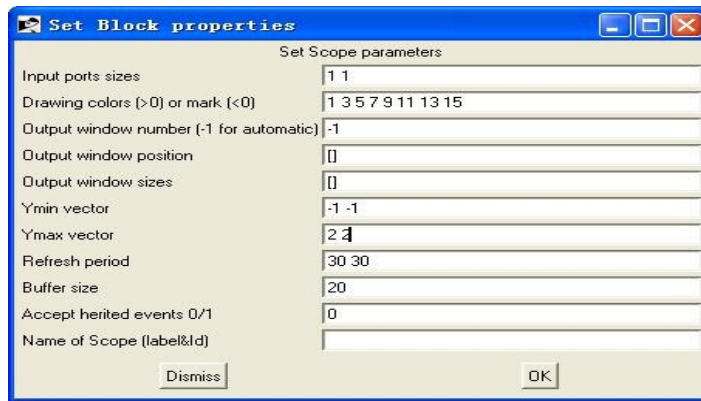 Set Block properties
Set Scope parameters
Input ports sizes 1 1
Drawing colors (>0) or mark (<0) 1 3 5 7 9 11 13 15
Output window number (-1 for automatic) -1
Output window position []
Output window sizes []
Ymin vector -1 -1
Ymax vector 2 2
Refresh period 30 30
Buffer size 20
Accept herited events 0/1 0
Name of Scope (label&Id)
Dismiss OK